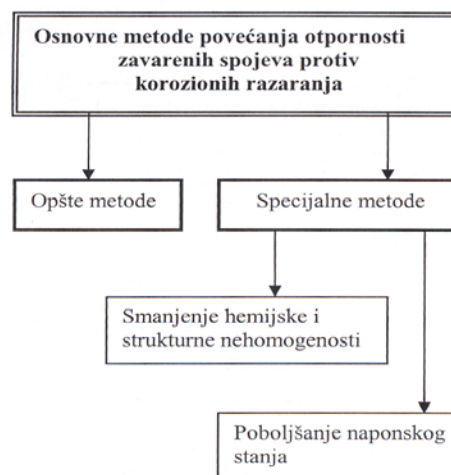 Osnovne metode povećanja otpornosti
zavarenih spojeva protiv
korozionih razaranja
Opšte metode
Specijalne metode
Smanjenje hemijske i
strukturne nehomogenosti
Poboljšanje naponskog
stanja